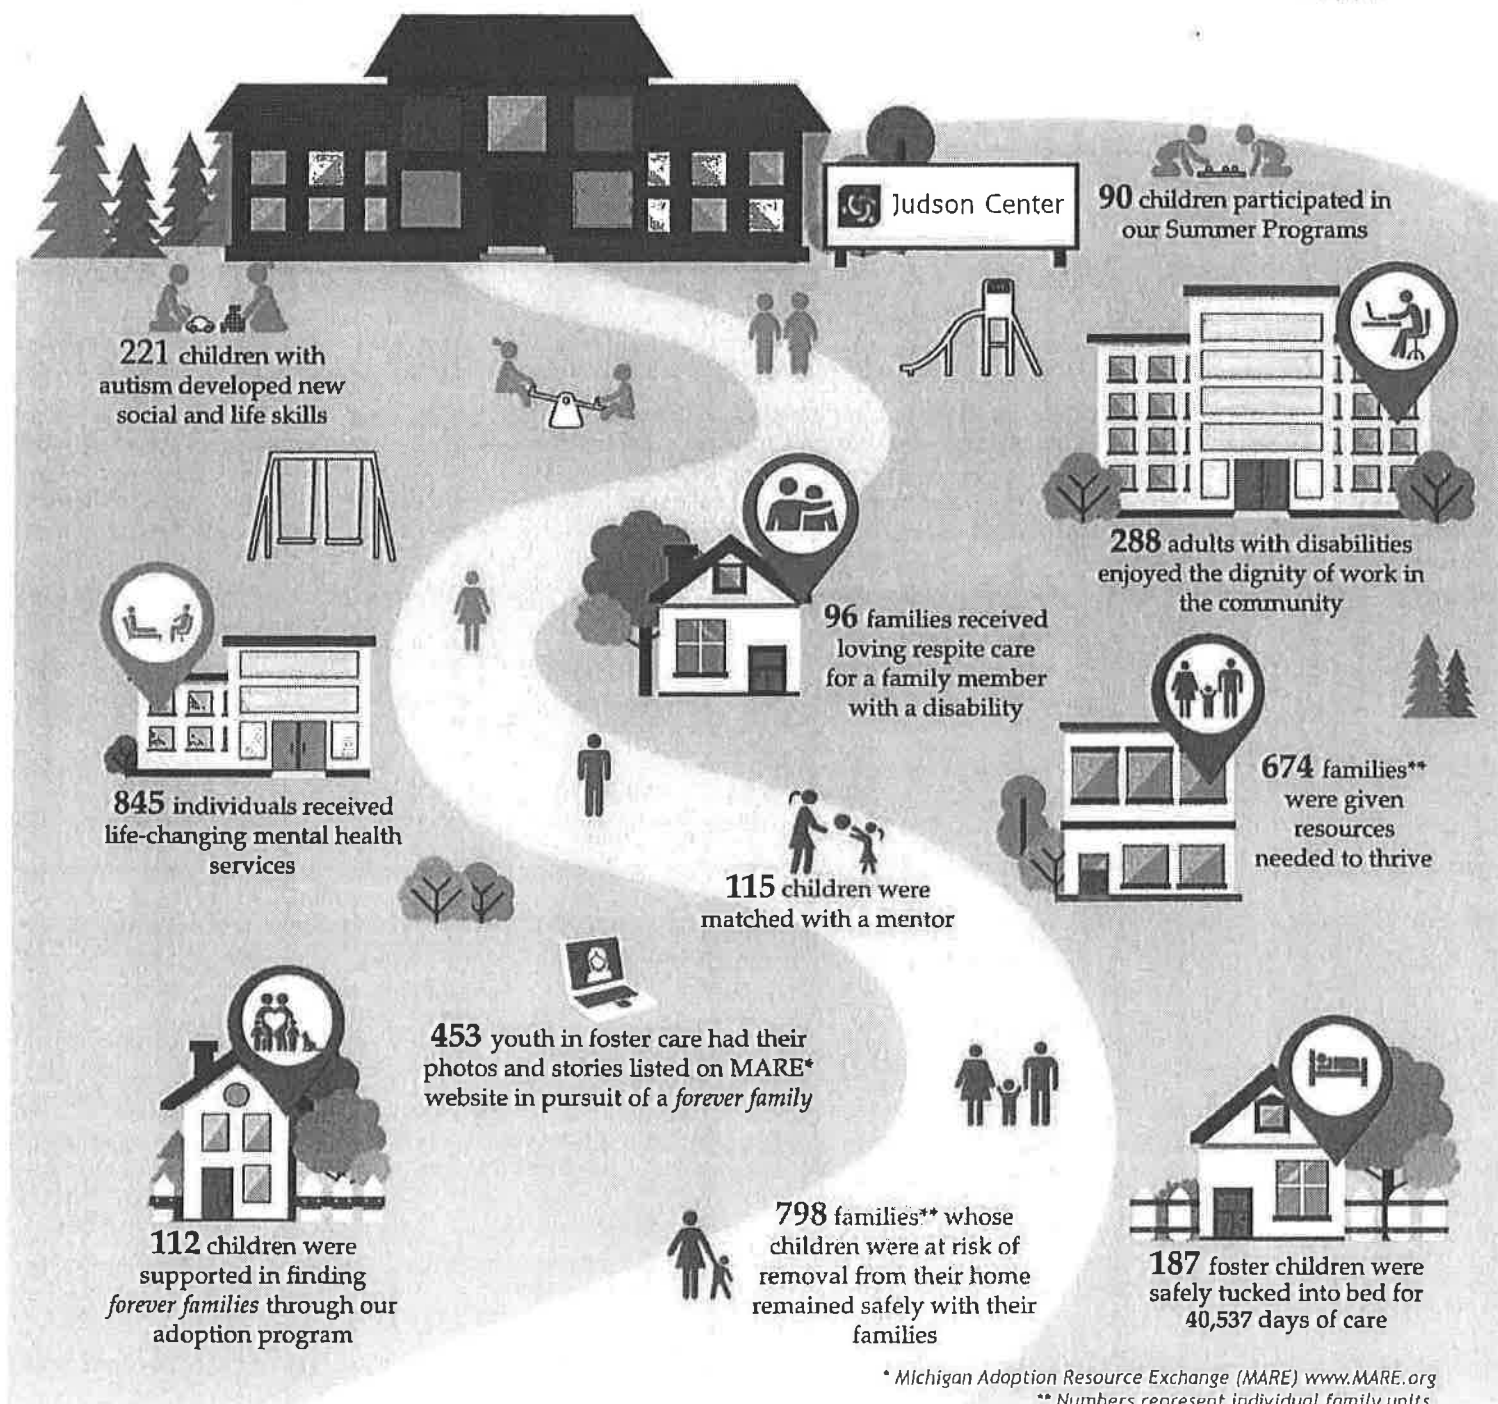 Judson Center
90 children participated in
our Summer Programs
221 children with
autism developed new
social and life skills
288 adults with disabilities
enjoyed the dignity of work in
the community
96 families received
loving respite care
for a family member
with a disability
845 individuals received
life-changing mental health
services
674 families**
were given
resources
needed to thrive
115 children were
matched with a mentor
453 youth in foster care had their
photos and stories listed on MARE*
website in pursuit of a forever family
112 children were
supported in finding
forever families through our
adoption program
798 families** whose
children were at risk of
removal from their home
remained safely with their
families
187 foster children were
safely tucked into bed for
40,537 days of care
* Michigan Adoption Resource Exchange (MARE) www.MARE.org
** Numbers represent individual family units.